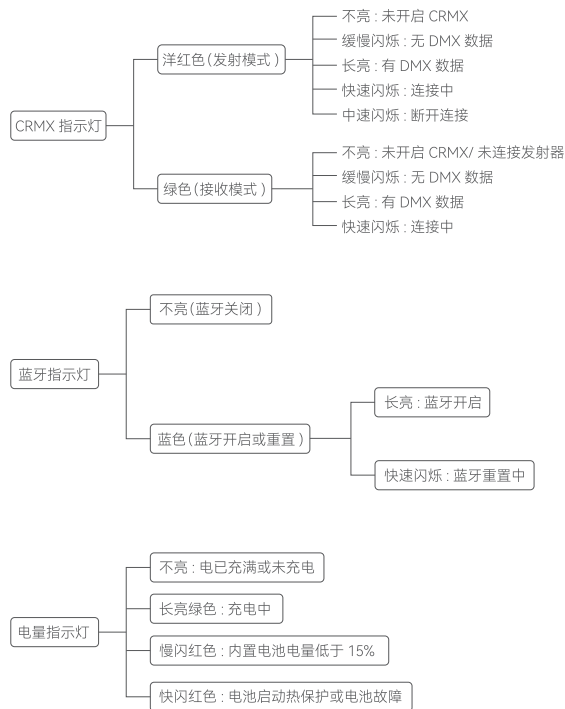 CRMX 指示灯
洋红色(发射模式)
不亮 : 未开启 CRMX
缓慢闪烁 : 无 DMX 数据
长亮 : 有 DMX 数据
快速闪烁 : 连接中
中速闪烁 : 断开连接
绿色(接收模式)
不亮 : 未开启 CRMX/ 未连接发射器
缓慢闪烁 : 无 DMX 数据
长亮 : 有 DMX 数据
快速闪烁 : 连接中
蓝牙指示灯
不亮(蓝牙关闭)
蓝色(蓝牙开启或重置)
长亮 : 蓝牙开启
快速闪烁 : 蓝牙重置中
电量指示灯
不亮 : 电已充满或未充电
长亮绿色 : 充电中
慢闪红色 : 内置电池电量低于 15%
快闪红色 : 电池启动热保护或电池故障